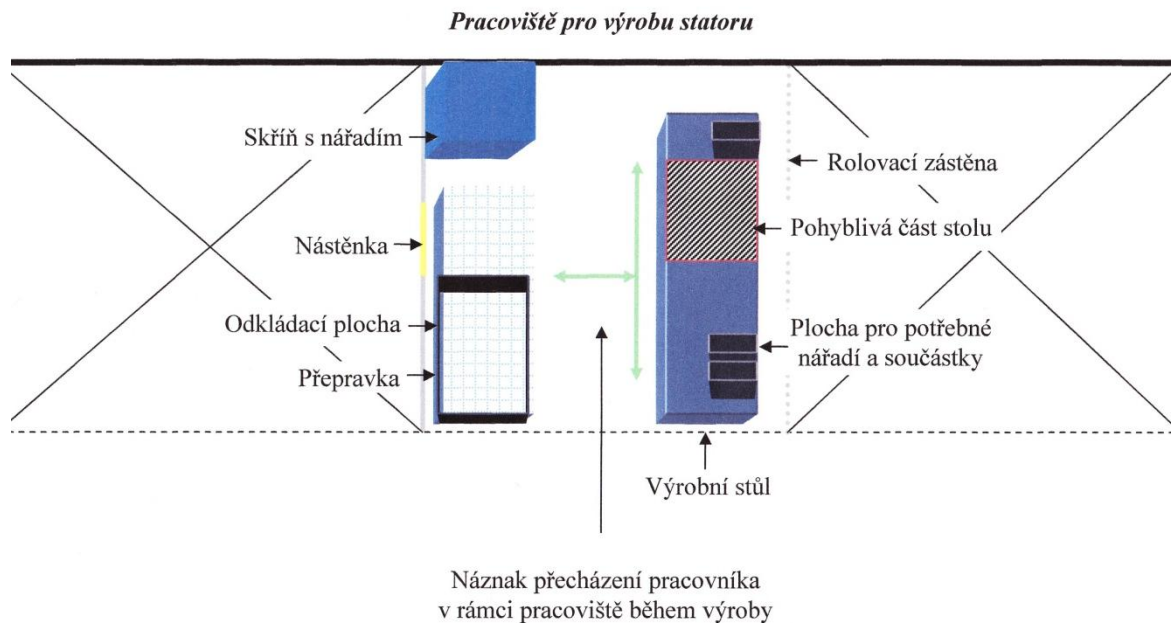 Pracoviště pro výrobu statoru
Skříň s nářadím
Nástěnka
Odkládací plocha
Přepravka
Rolovací zástěna
Pohyblivá část stolu
Plocha pro potřebné
nářadí a součástky
Výrobní stůl
Náznak přecházení pracovníka
v rámci pracoviště během výroby